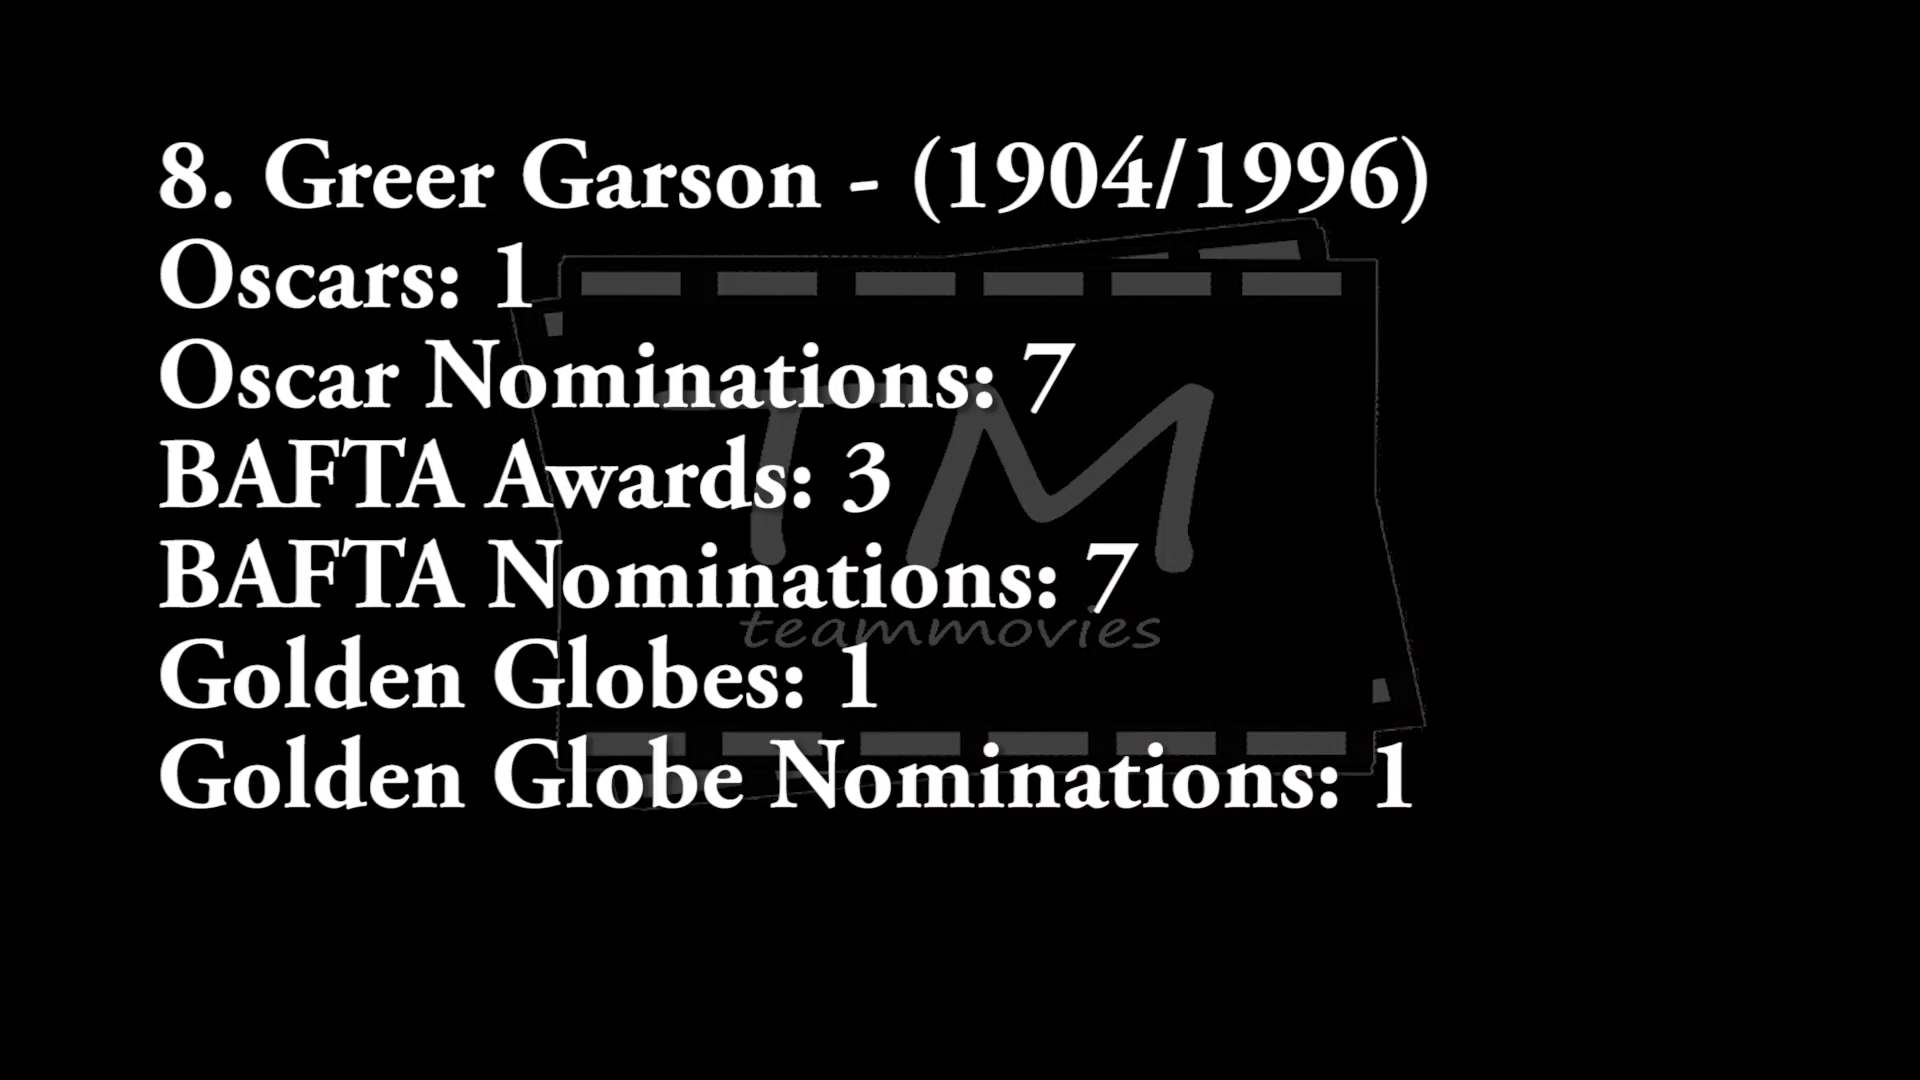 8. Greer Garson - (1904/1996)
Oscars: 1
Oscar Nominations: 7
BAFTA Awards: 3
BAFTA Nominations: 7
TM
teammovies
Golden Globes: 1
Golden Globe Nominations: 1